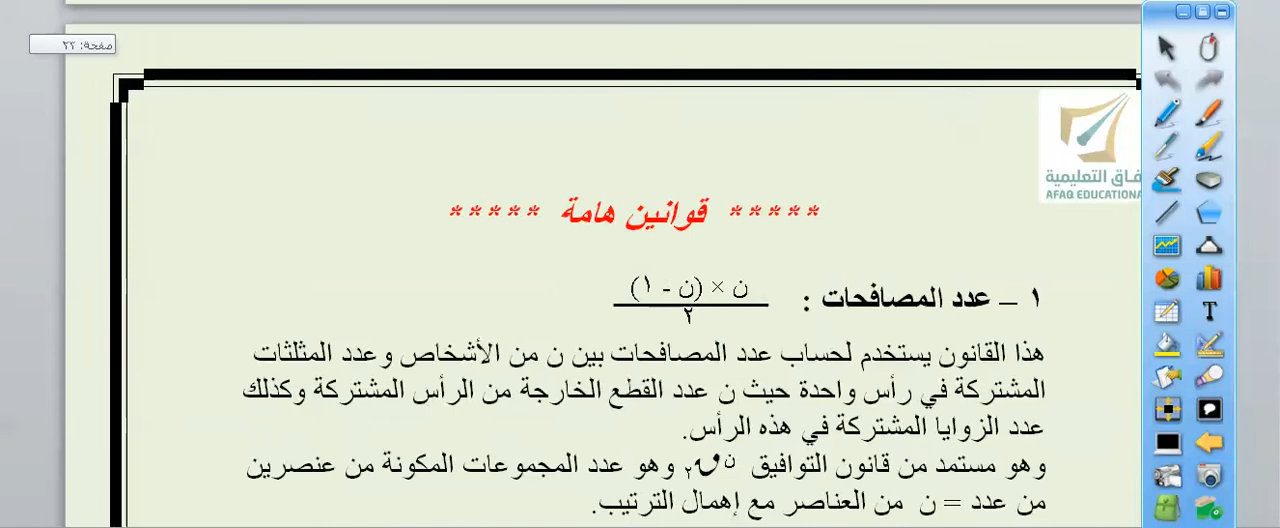 صفحة: ٢٢
فاق التعليمية
AFAQ EDUCATIONA
***** قوانين هامة *****
١ – عدد المصافحات : ن × (ن - ١)
٢
هذا القانون يستخدم لحساب عدد المصافحات بين ن من الأشخاص وعدد المثلثات
المشتركة في رأس واحدة حيث ن عدد القطع الخارجة من الرأس المشتركة وكذلك
عدد الزوايا المشتركة في هذه الرأس.
وهو مستمد من قانون التوافيق ن ق ٢ وهو عدد المجموعات المكونة من عنصرين
من عدد = ن من العناصر مع إهمال الترتيب.
T